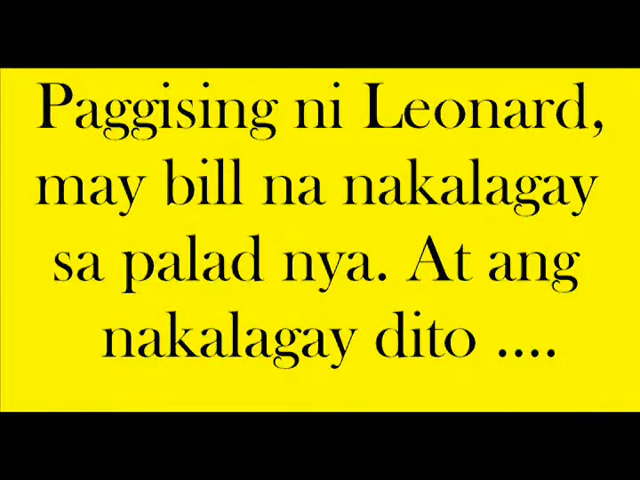 Paggising ni Leonard,
may bill na nakalagay
sa palad nya. At ang
nakalagay dito ....